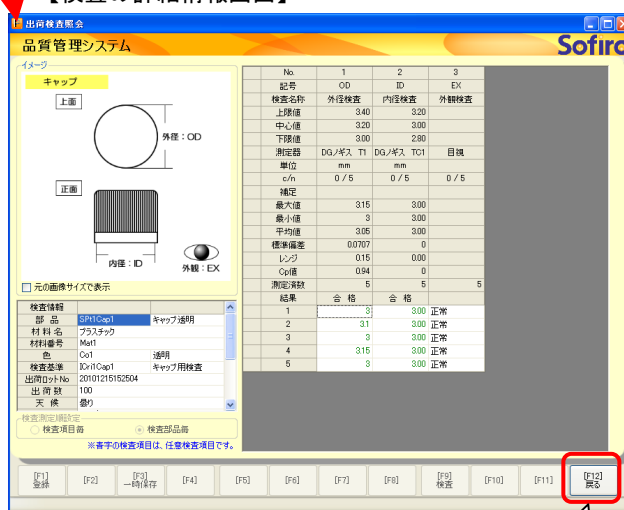 【検査の詳細情報画面】
出荷検査照会
品質管理システム
Sofirc
イメージ
キャップ
上面
外径：OD
正面
内径：ID
外観：EX
元の画像サイズで表示
No. 1 2 3
記号 OD ID EX
検査名称 外径検査 内径検査 外観検査
上限値 3.40 3.20
中心値 3.20 3.00
下限値 3.00 2.80
測定器 DGノギス T1 DGノギス TC1 目視
単位 mm mm
c/n 0 / 5 0 / 5 0 / 5
補足
最大値 3.15 3.00
最小値 3 3.00
平均値 3.05 3.00
標準偏差 0.0707 0
レンジ 0.15 0.00
Cp値 0.94 0
測定済数 5 5 5
結果 合 格 合 格
1 3 3.00 正常
2 3.1 3.00 正常
3 3 3.00 正常
4 3.15 3.00 正常
5 3 3.00 正常
検査情報
部 品 SPt1Cap1 キャップ透明
材 料 名 プラスチック
材料番号 Mat1
色 Co1 透明
検査基準 ICri1Cap1 キャップ用検査
出荷ロットNo 20101215152504
出 荷 数 100
天 候 曇り
検査測定順設定
検査項目毎 検査部品毎
※青字の検査項目は、任意検査項目です。
[F1] 登録 [F2] [F3] 一時保存 [F4] [F5] [F6] [F7] [F8] [F9] 検査 [F10] [F11] [F12] 戻る